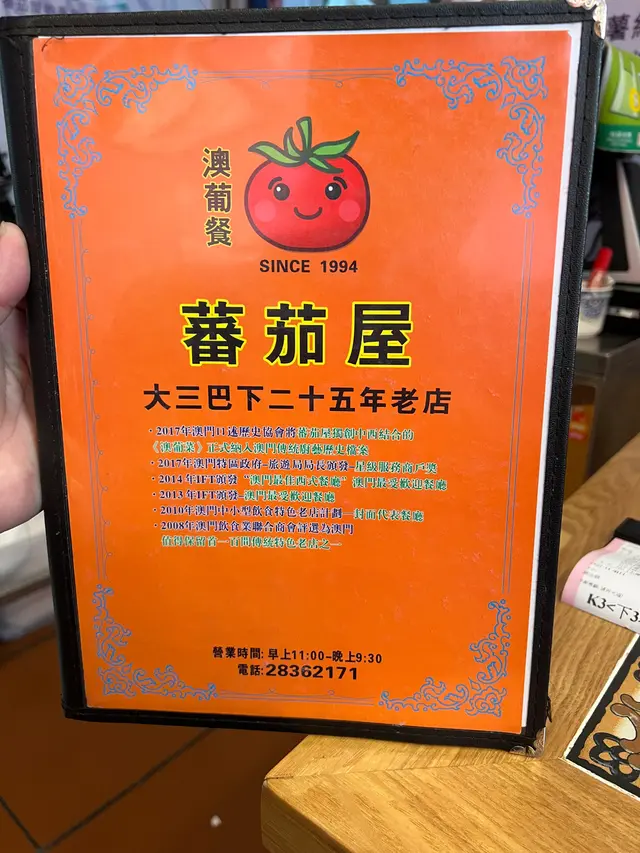 澳葡餐
SINCE 1994
蕃茄屋
大三巴下二十五年老店
·2017年澳門口述歷史協會將蕃茄屋獨創中西結合的
《澳葡菜》正式納入澳門傳統廚藝歷史檔案
·2017年澳門特區政府-旅遊局局長頒發-星級服務商戶獎
·2014年IFT頒發“澳門最佳西式餐廳”澳門最受歡迎餐廳
·2013年IFT頒發-澳門最受歡迎餐廳
·2010年澳門中小型飲食特色老店計劃一封面代表餐廳
·2008年澳門飲食業聯合商會評選為澳門
值得保留首一百間傳統特色老店之一
營業時間:早上11:00-晚上9:30
電話:28362171
K3<下3